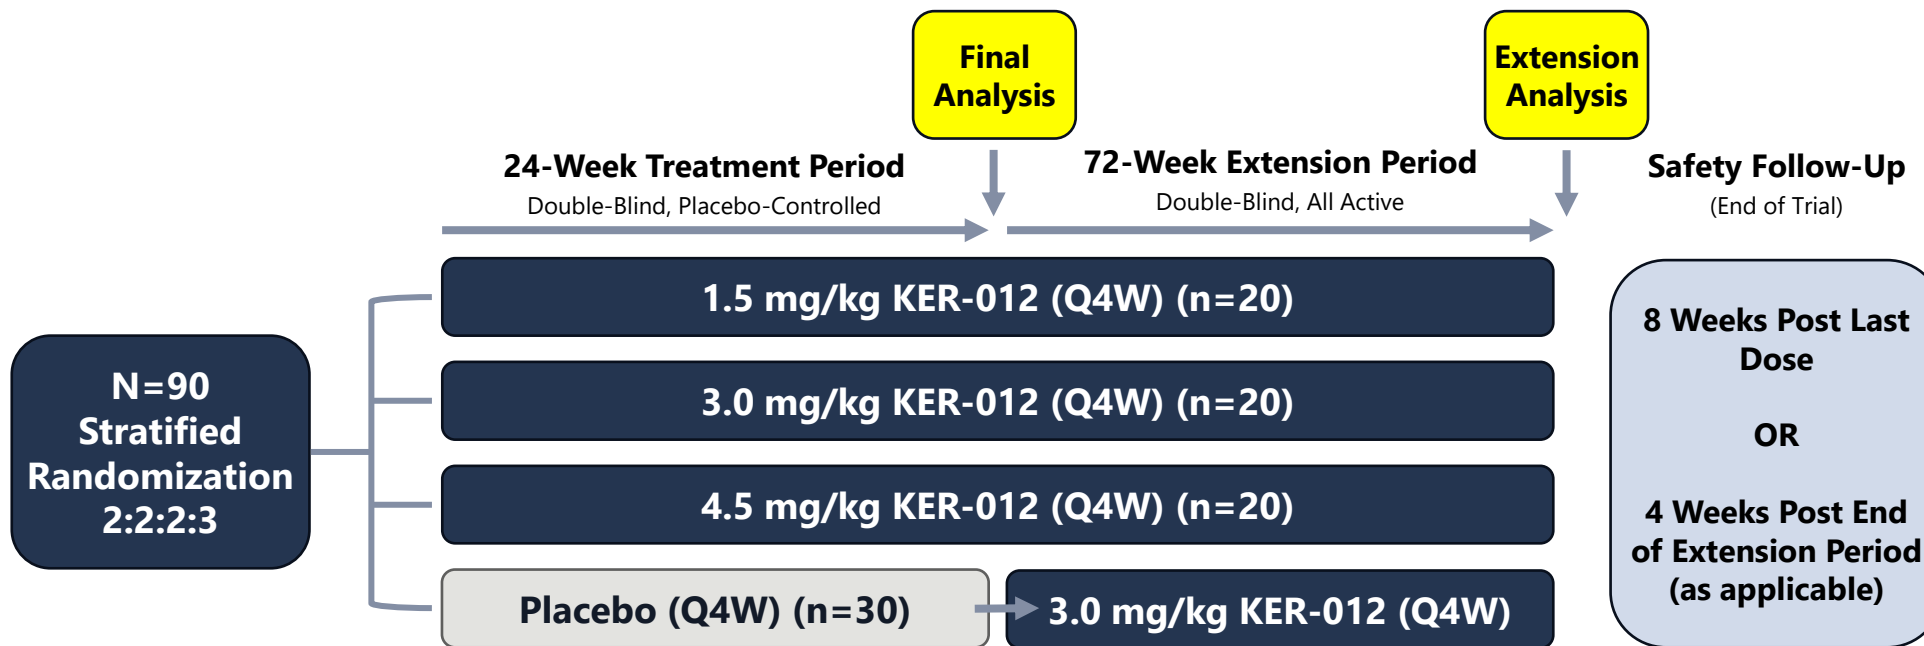 Final
Analysis
Extension
Analysis
24-Week Treatment Period
Double-Blind, Placebo-Controlled
72-Week Extension Period
Double-Blind, All Active
Safety Follow-Up
(End of Trial)
N=90
Stratified
Randomization
2:2:2:3
1.5 mg/kg KER-012 (Q4W) (n=20)
3.0 mg/kg KER-012 (Q4W) (n=20)
4.5 mg/kg KER-012 (Q4W) (n=20)
Placebo (Q4W) (n=30)
3.0 mg/kg KER-012 (Q4W)
8 Weeks Post Last
Dose
OR
4 Weeks Post End
of Extension Period
(as applicable)